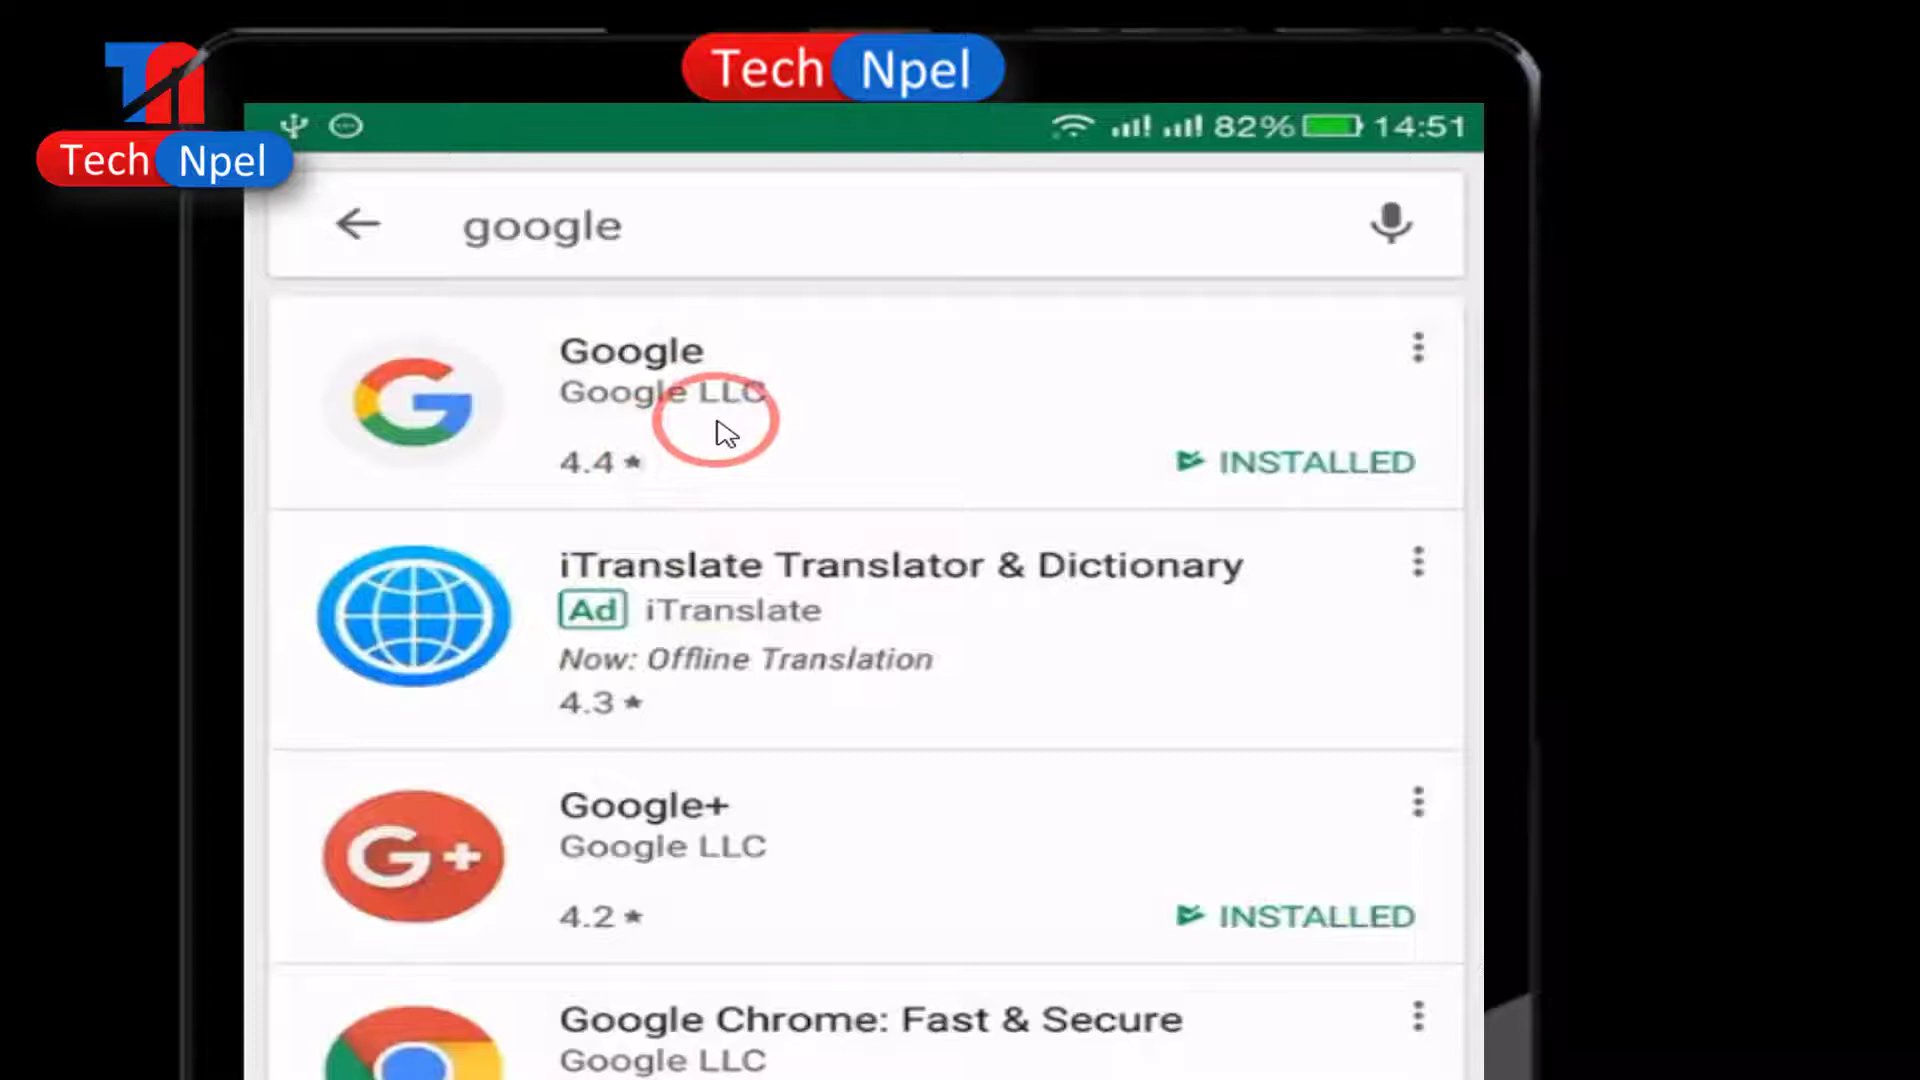 Tech Npel
Tech Npel
82% 14:51
google
Google
Google LLC
4.4 ★
INSTALLED
iTranslate Translator & Dictionary
Ad iTranslate
Now: Offline Translation
4.3 ★
Google+
Google LLC
4.2 ★
INSTALLED
Google Chrome: Fast & Secure
Google LLC